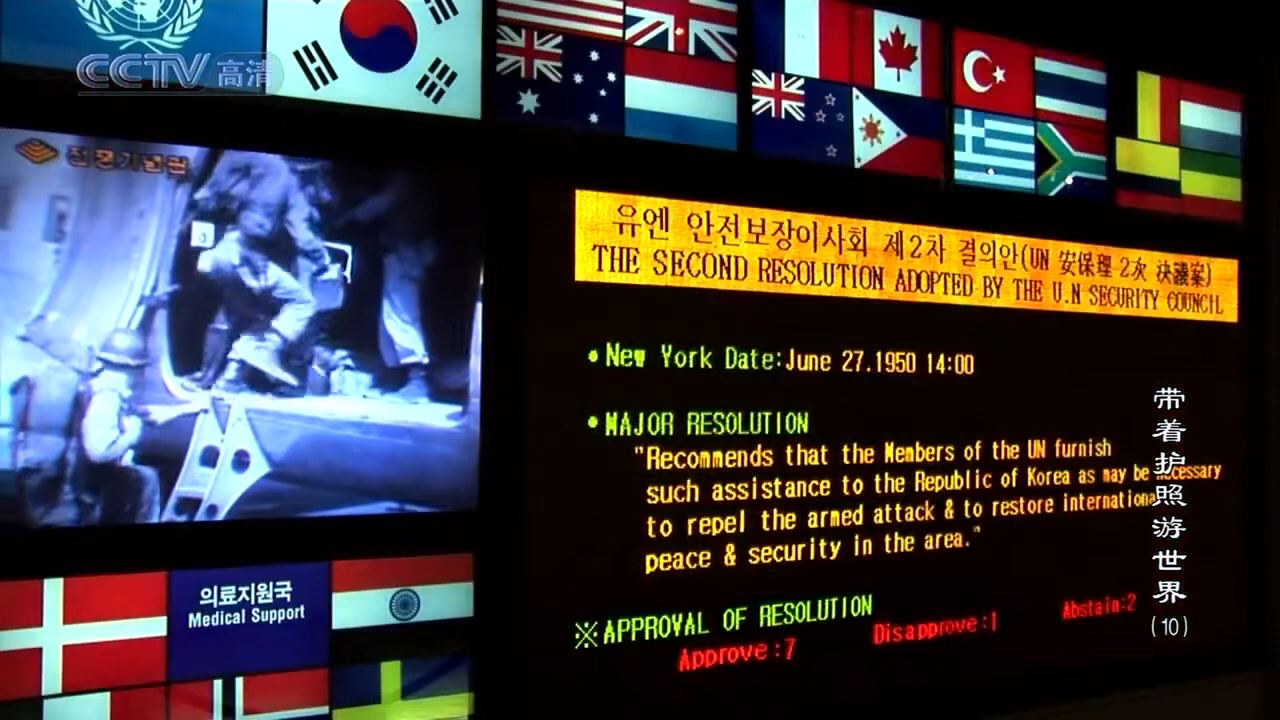 CCTV 高清
전쟁기념관
유엔 안전보장이사회 제2차 결의안(UN 安保理 2次 決議案)
THE SECOND RESOLUTION ADOPTED BY THE U.N SECURITY COUNCIL
• New York Date:June 27.1950 14:00
• MAJOR RESOLUTION
"Recommends that the Members of the UN furnish
such assistance to the Republic of Korea as may be necessary
to repel the armed attack & to restore international
peace & security in the area."
※APPROVAL OF RESOLUTION
Approve:7 Disapprove:1 Abstain:2
의료지원국
Medical Support
带着护照游世界
(10)